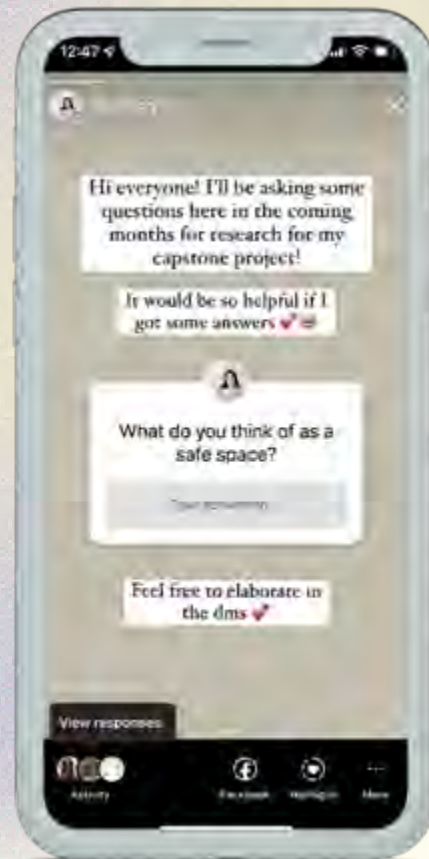 12:47
Hi everyone! I'll be asking some
questions here in the coming
months for research for my
capstone project!
It would be so helpful if I
got some answers 💕
What do you think of as a
safe space?
Feel free to elaborate in
the dms 💕
View responses
Activity
Facebook
More